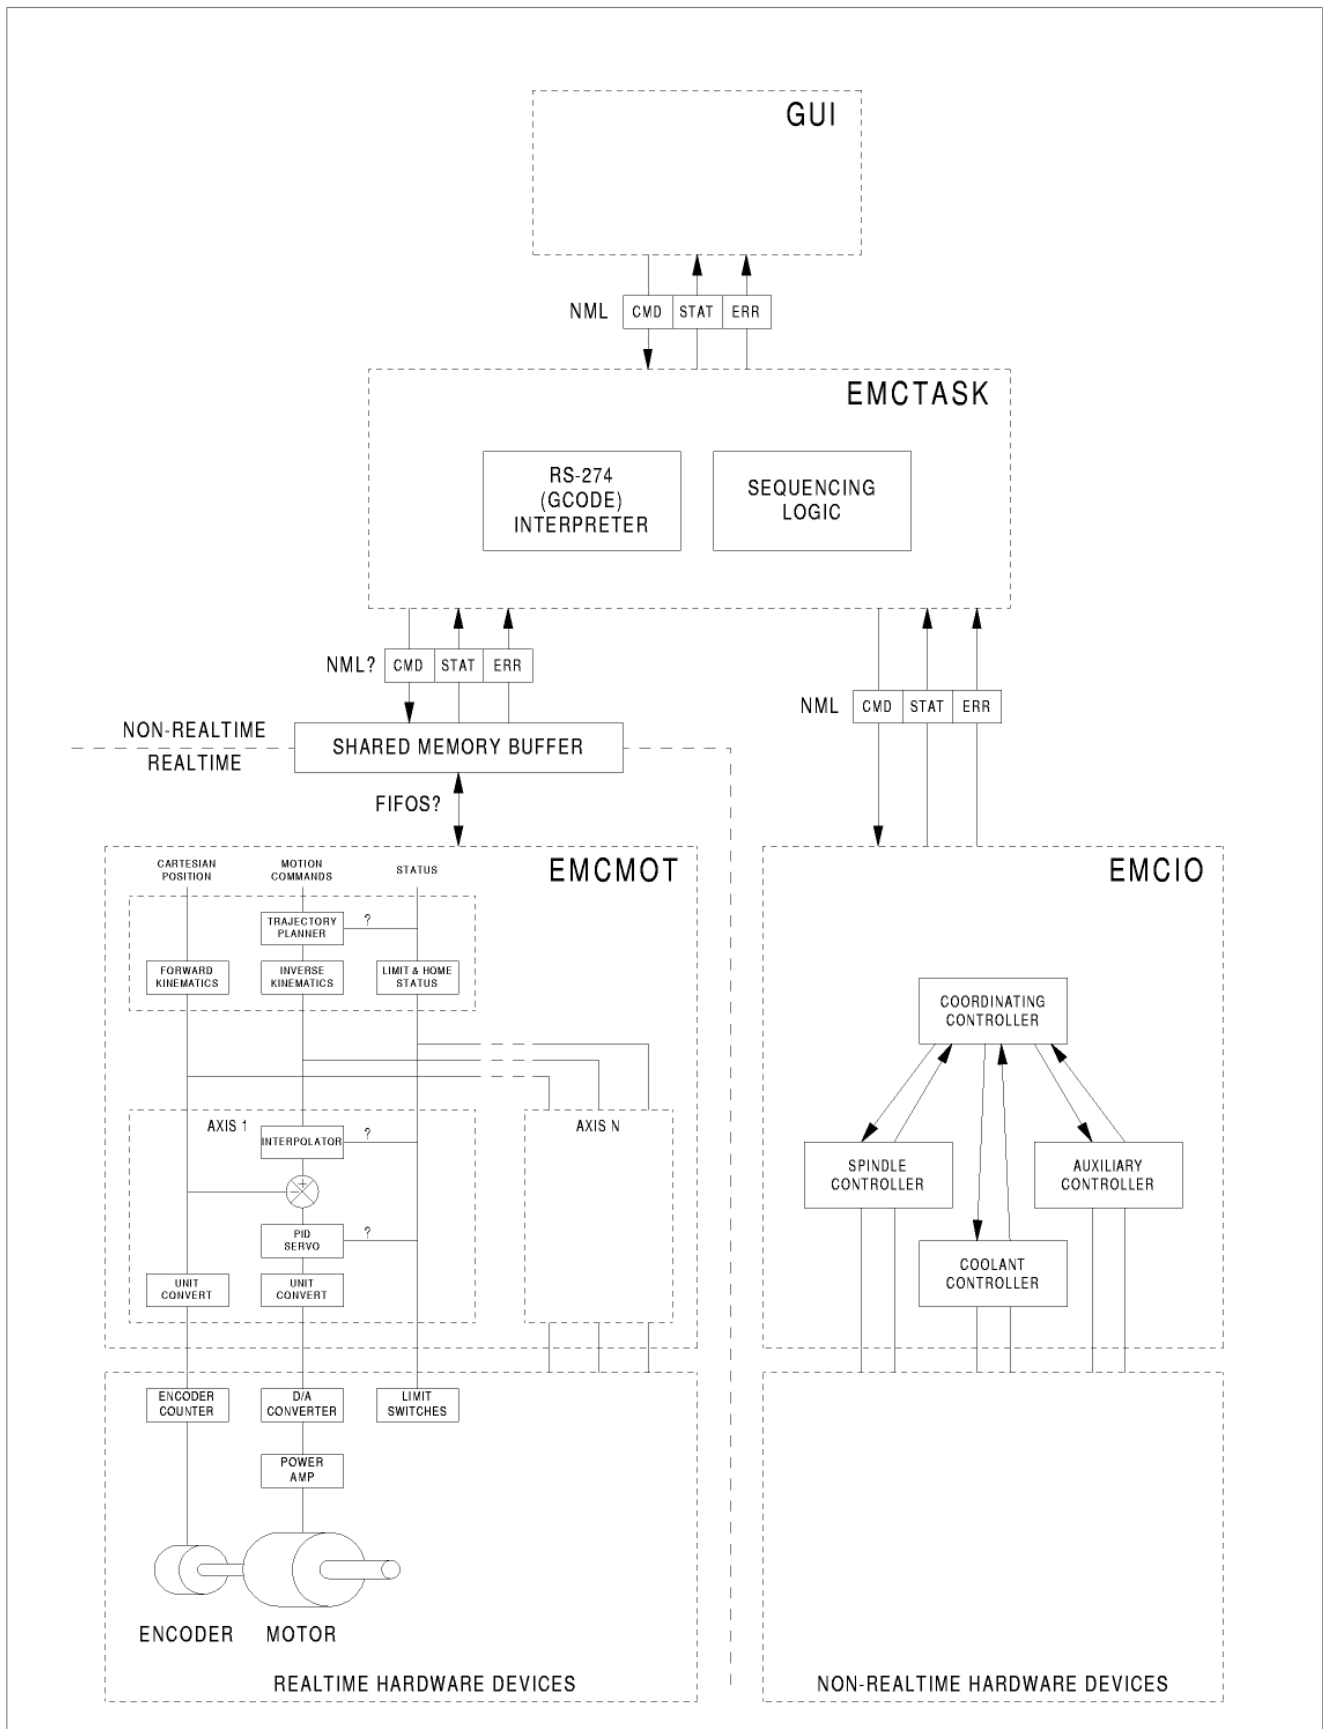 GUI
NML
CMD
STAT
ERR
EMCTASK
RS-274
(GCODE)
INTERPRETER
SEQUENCING
LOGIC
NML?
CMD
STAT
ERR
NML
CMD
STAT
ERR
NON-REALTIME
REALTIME
SHARED MEMORY BUFFER
FIFOS?
EMCMOT
CARTESIAN
POSITION
MOTION
COMMANDS
STATUS
TRAJECTORY
PLANNER
?
FORWARD
KINEMATICS
INVERSE
KINEMATICS
LIMIT & HOME
STATUS
AXIS 1
INTERPOLATOR
?
+
−
PID
SERVO
?
UNIT
CONVERT
UNIT
CONVERT
AXIS N
EMCIO
COORDINATING
CONTROLLER
SPINDLE
CONTROLLER
AUXILIARY
CONTROLLER
COOLANT
CONTROLLER
ENCODER
COUNTER
D/A
CONVERTER
LIMIT
SWITCHES
POWER
AMP
ENCODER
MOTOR
REALTIME HARDWARE DEVICES
NON-REALTIME HARDWARE DEVICES